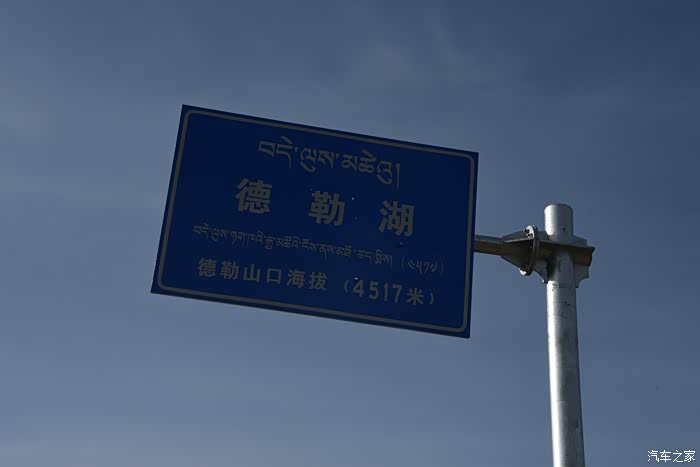 བདེ་ལུས་མཚེའུ།
德勒湖
德勒山口海拔（4517米）
汽车之家